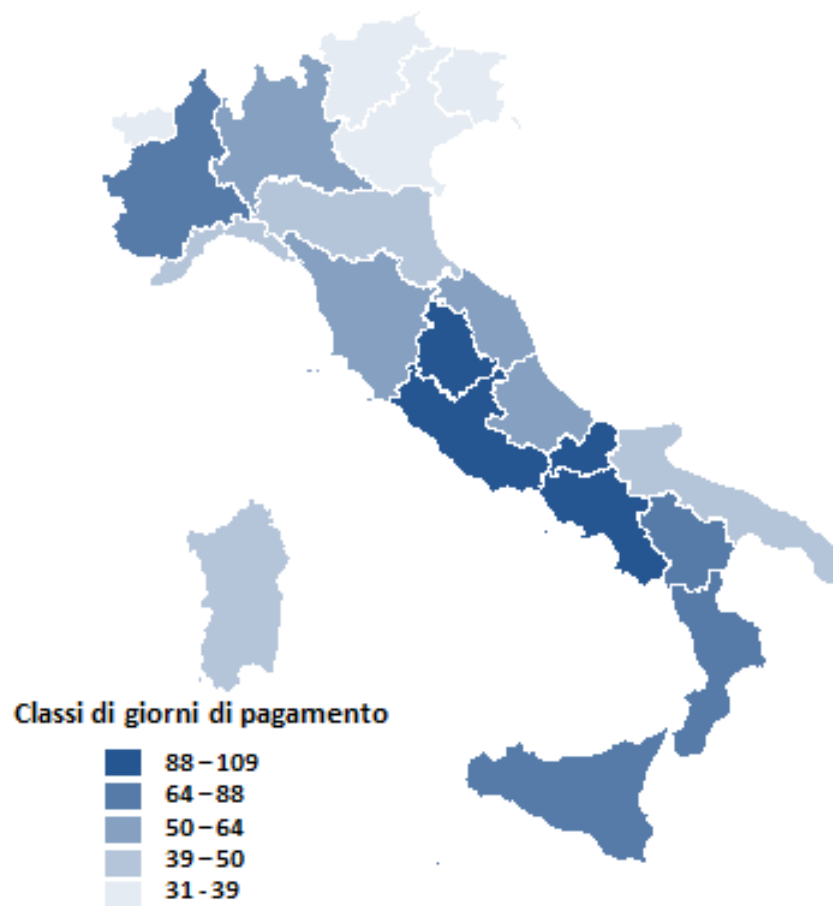 Classi di giorni di pagamento
88 – 109
64 – 88
50 – 64
39 – 50
31 - 39